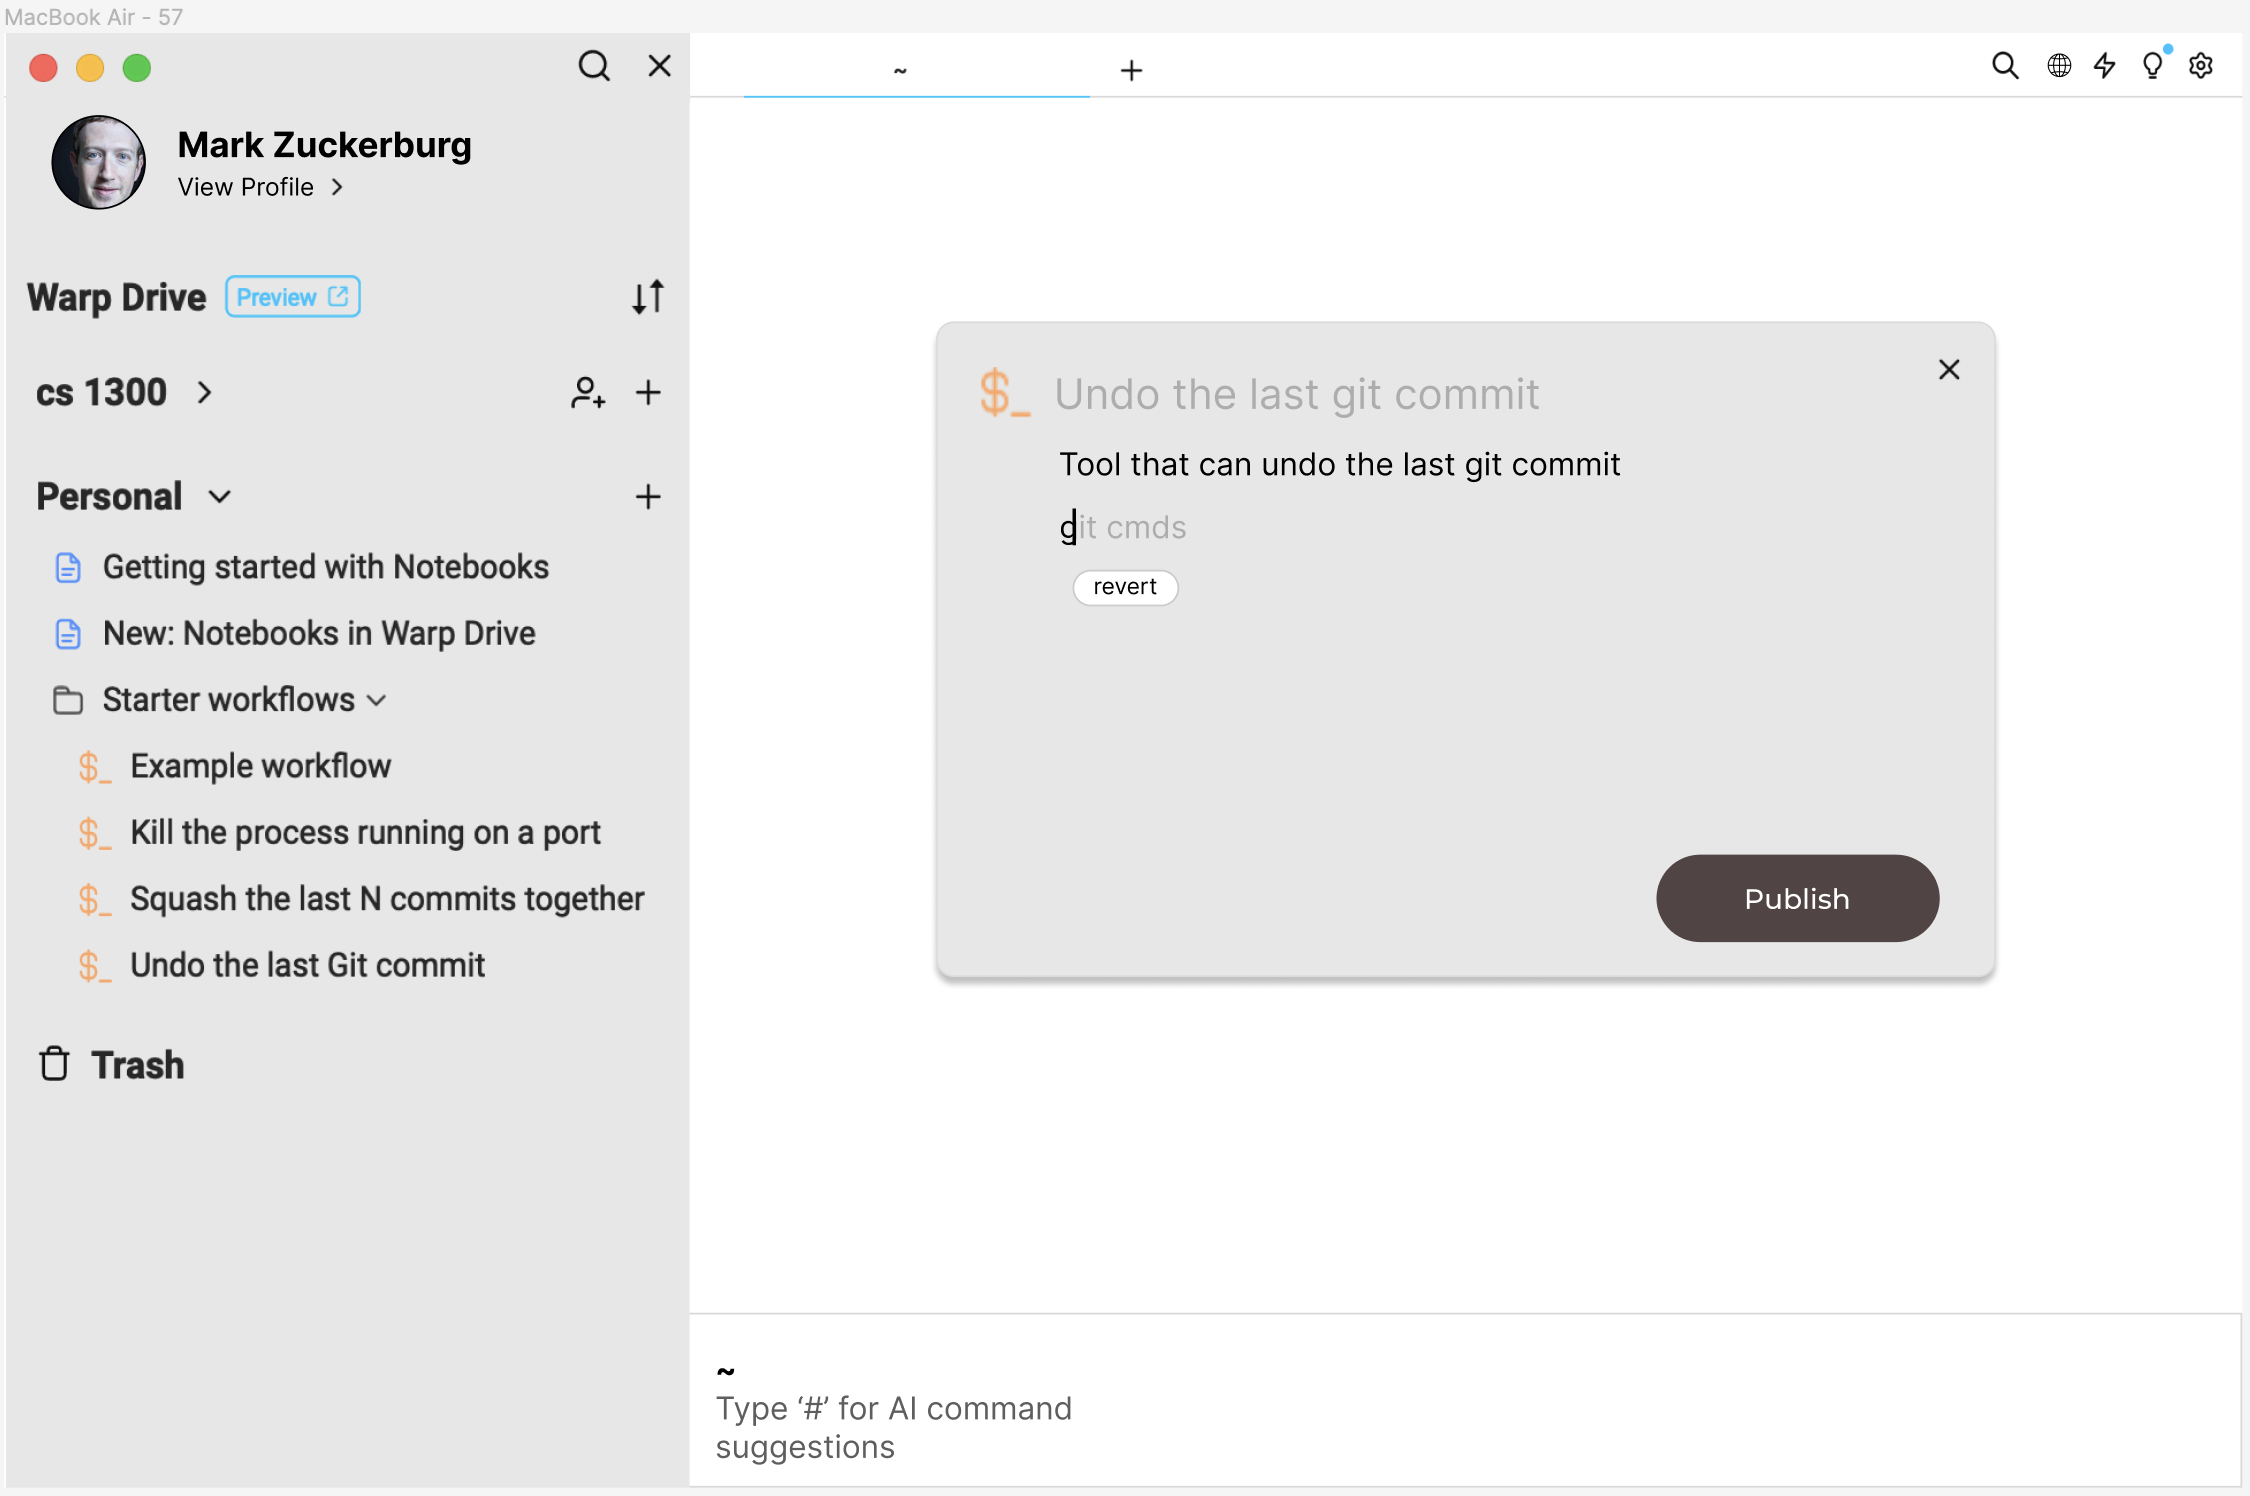 MacBook Air - 57
~
Mark Zuckerburg
View Profile
Warp Drive Preview
cs 1300
Personal
Getting started with Notebooks
New: Notebooks in Warp Drive
Starter workflows
$_ Example workflow
$_ Kill the process running on a port
$_ Squash the last N commits together
$_ Undo the last Git commit
Trash
$_ Undo the last git commit
Tool that can undo the last git commit
git cmds
revert
Publish
~
Type ‘#’ for AI command
suggestions